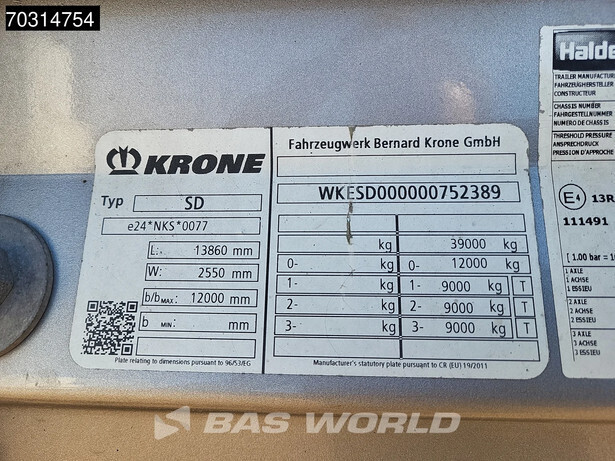 70314754
KRONE
Typ SD
e24*NKS*0077
L: 13860 mm
W: 2550 mm
b/b MAX: 12000 mm
b MIN: mm
Plate relating to dimensions pursuant to 96/53/EG
Fahrzeugwerk Bernard Krone GmbH
WKESD000000752389
kg 39000 kg
0- kg 0- 12000 kg
1- kg 1- 9000 kg T
2- kg 2- 9000 kg T
3- kg 3- 9000 kg T
Manufacturer's statutory plate pursuant to CR (EU) 19/2011
Halde
TRAILER MANUFACTUR
FAHRZEUGHERSTELLER
CONSTRUCTEUR
CHASSIS NUMBER
FAHRGESTELLNUMMER
NUMERO DE CHASSIS
THRESHOLD PRESSURE
ANSPRECHDRUCK
PRESSION D'APPROCHE
E4 13R
111491
[ 1.00 bar = 1
1 AXLE
1 ACHSE
1 ESSIEU
2 AXLE
2 ACHSE
2 ESSIEU
3 AXLE
3 ACHSE
3 ESSIEU
BAS WORLD